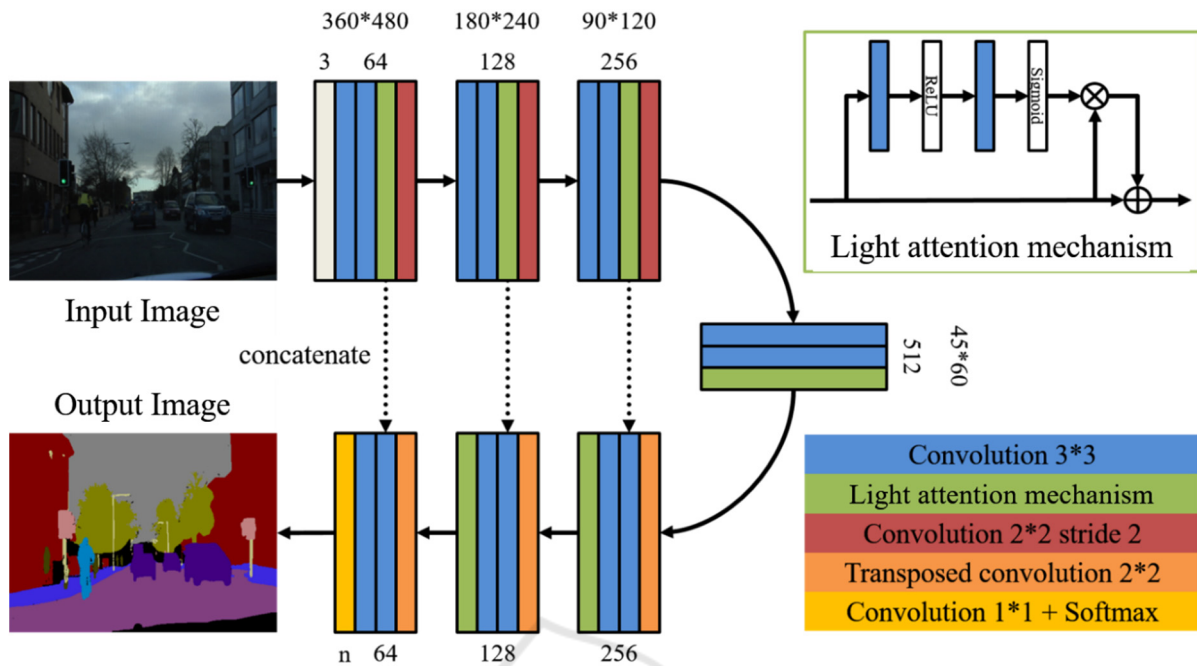 360*480
180*240
90*120
3
64
128
256
ReLU
Sigmoid
Light attention mechanism
Input Image
concatenate
512
45*60
Output Image
Convolution 3*3
Light attention mechanism
Convolution 2*2 stride 2
Transposed convolution 2*2
Convolution 1*1 + Softmax
n
64
128
256